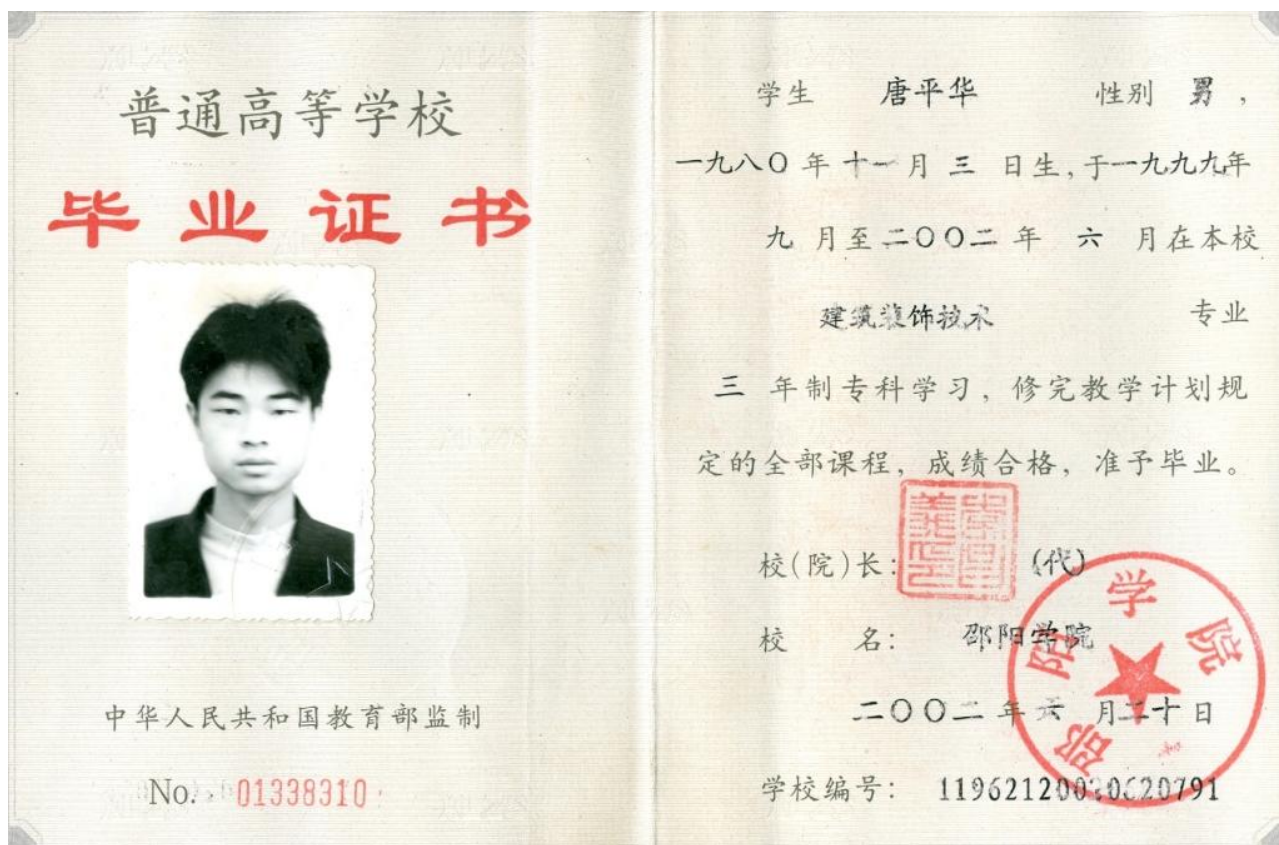 普通高等学校
毕业证书
中华人民共和国教育部监制
No. 01338310
学生 唐平华 性别 男，
一九八〇年十一月三日生，于一九九九年
九月至二〇〇二年六月在本校
建筑装饰技术 专业
三年制专科学习，修完教学计划规
定的全部课程，成绩合格，准予毕业。
校(院)长： (代)
校名： 邵阳学院
二〇〇二年六月二十日
学校编号：
邵阳学院